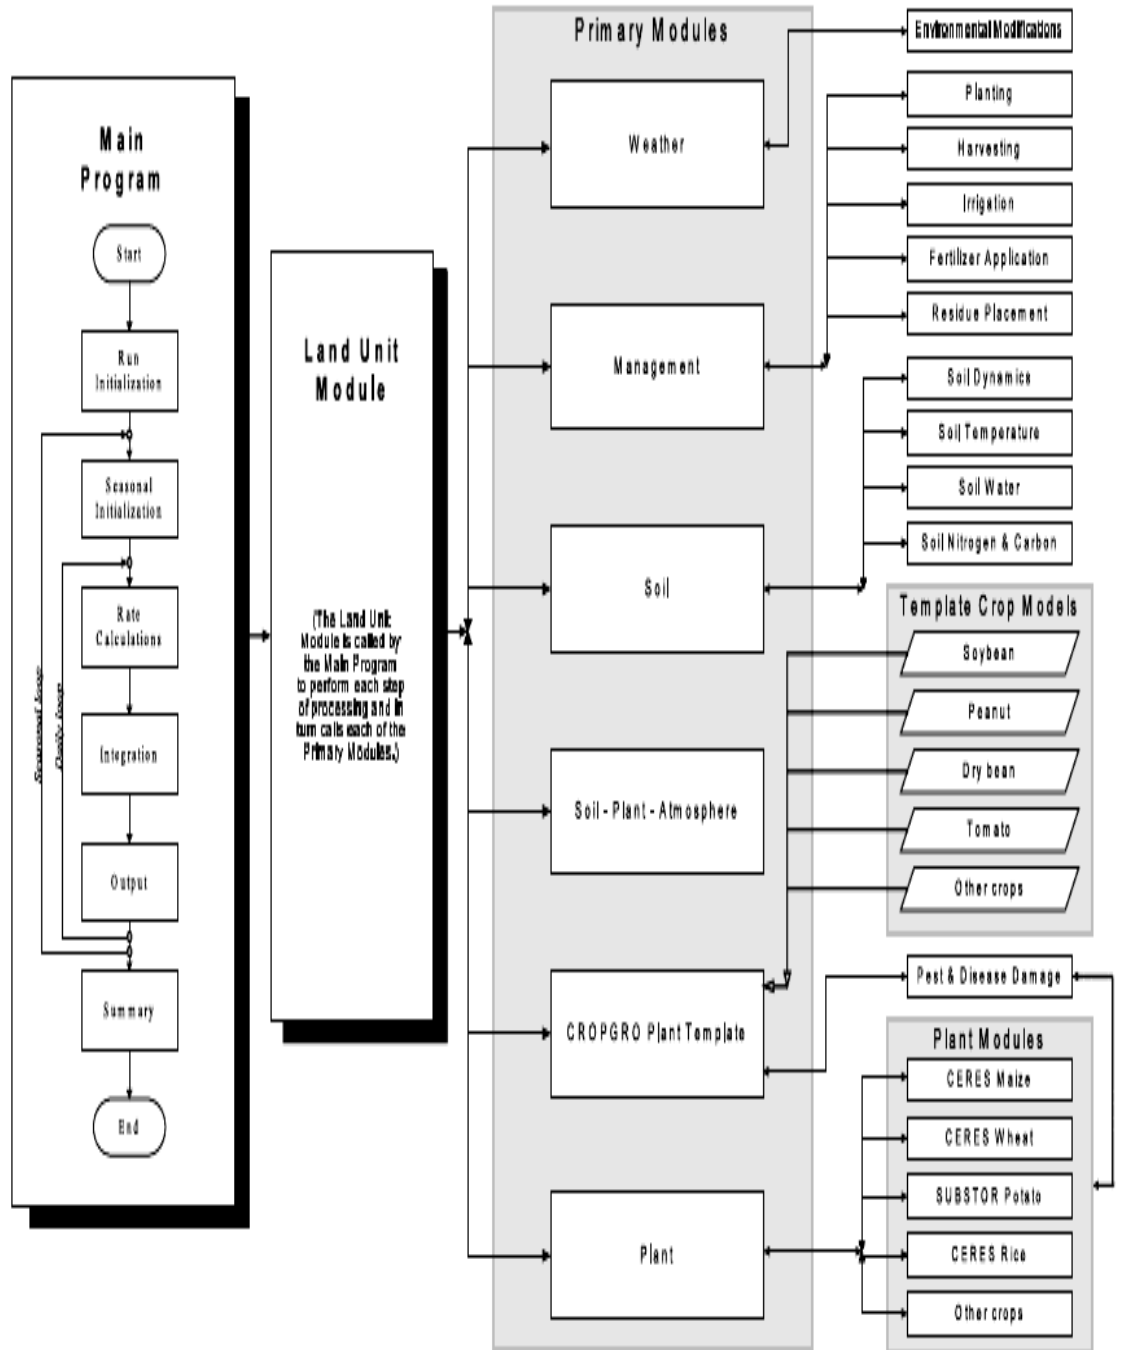 Main
Program
Start
Run
Initialization
Seasonal
Initialization
Rate
Calculations
Integration
Output
Summary
End
Seasonal loop
Daily loop
Land Unit
Module
(The Land Unit
Module is called by
the Main Program
to perform each step
of processing and in
turn calls each of the
Primary Modules.)
Primary Modules
Weather
Management
Soil
Soil - Plant - Atmosphere
CROPGRO Plant Template
Plant
Environmental Modifications
Planting
Harvesting
Irrigation
Fertilizer Application
Residue Placement
Soil Dynamics
Soil Temperature
Soil Water
Soil Nitrogen & Carbon
Template Crop Models
Soybean
Peanut
Dry bean
Tomato
Other crops
Pest & Disease Damage
Plant Modules
CERES Maize
CERES Wheat
SUBSTOR Potato
CERES Rice
Other crops